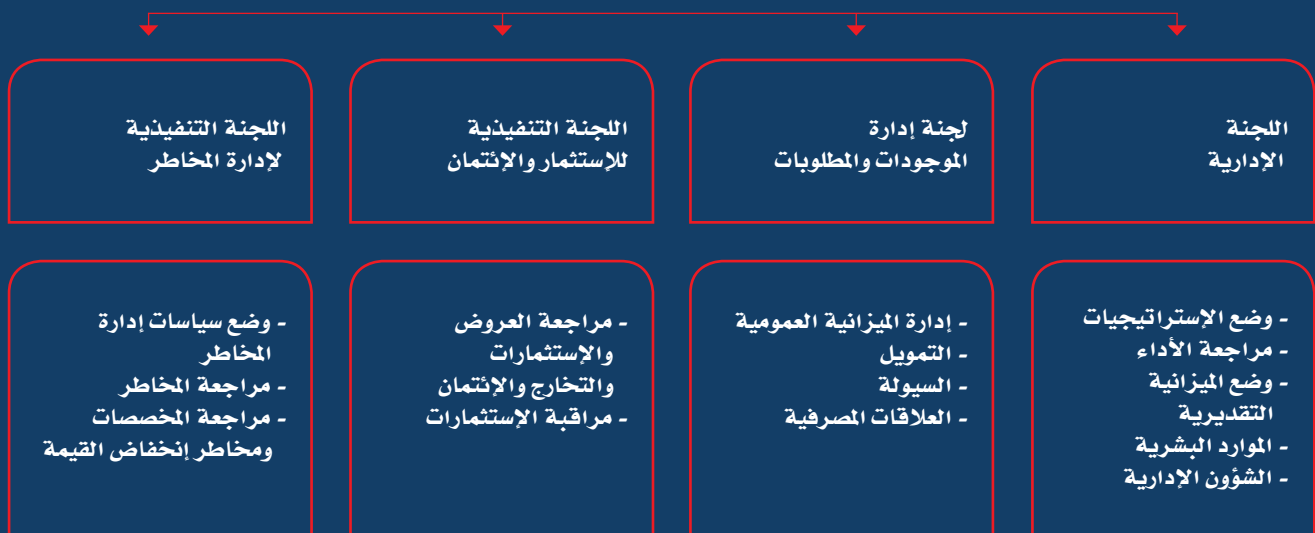 اللجنة
الإدارية
لجنة إدارة
الموجودات والمطلوبات
اللجنة التنفيذية
للإستثمار والإئتمان
اللجنة التنفيذية
لإدارة المخاطر
- وضع الإستراتيجيات
- مراجعة الأداء
- وضع الميزانية
التقديرية
- الموارد البشرية
- الشؤون الإدارية
- إدارة الميزانية العمومية
- التمويل
- السيولة
- العلاقات المصرفية
- مراجعة العروض
والإستثمارات
والتخارج والإئتمان
- مراقبة الإستثمارات
- وضع سياسات إدارة
المخاطر
- مراجعة المخاطر
- مراجعة المخصصات
ومخاطر إنخفاض القيمة